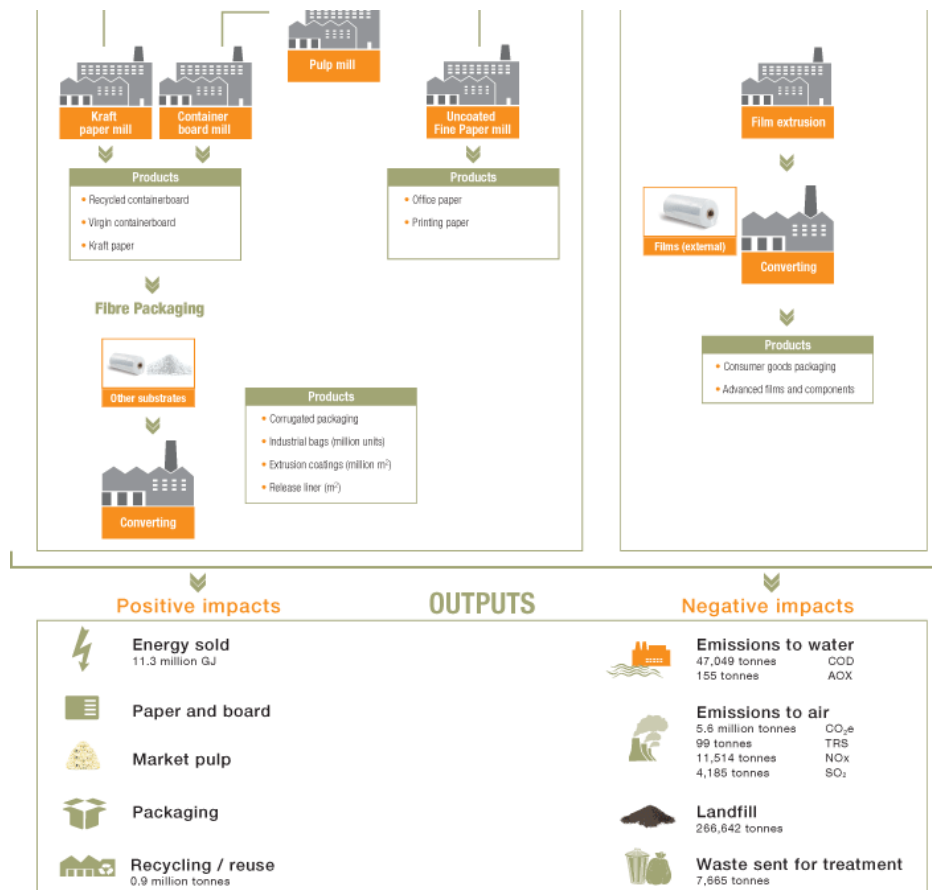 Pulp mill
Kraft
paper mill
Container
board mill
Uncoated
Fine Paper mill
Film extrusion
Products
• Recycled containerboard
• Virgin containerboard
• Kraft paper
Products
• Office paper
• Printing paper
Films (external)
Converting
Fibre Packaging
Other substrates
Products
• Corrugated packaging
• Industrial bags (million units)
• Extrusion coatings (million m²)
• Release liner (m²)
Products
• Consumer goods packaging
• Advanced films and components
Converting
Positive impacts
OUTPUTS
Negative impacts
Energy sold
11.3 million GJ
Paper and board
Market pulp
Packaging
Recycling / reuse
0.9 million tonnes
Emissions to water
47,049 tonnes COD
155 tonnes AOX
Emissions to air
5.6 million tonnes CO₂e
99 tonnes TRS
11,514 tonnes NOx
4,185 tonnes SO₂
Landfill
266,642 tonnes
Waste sent for treatment
7,665 tonnes